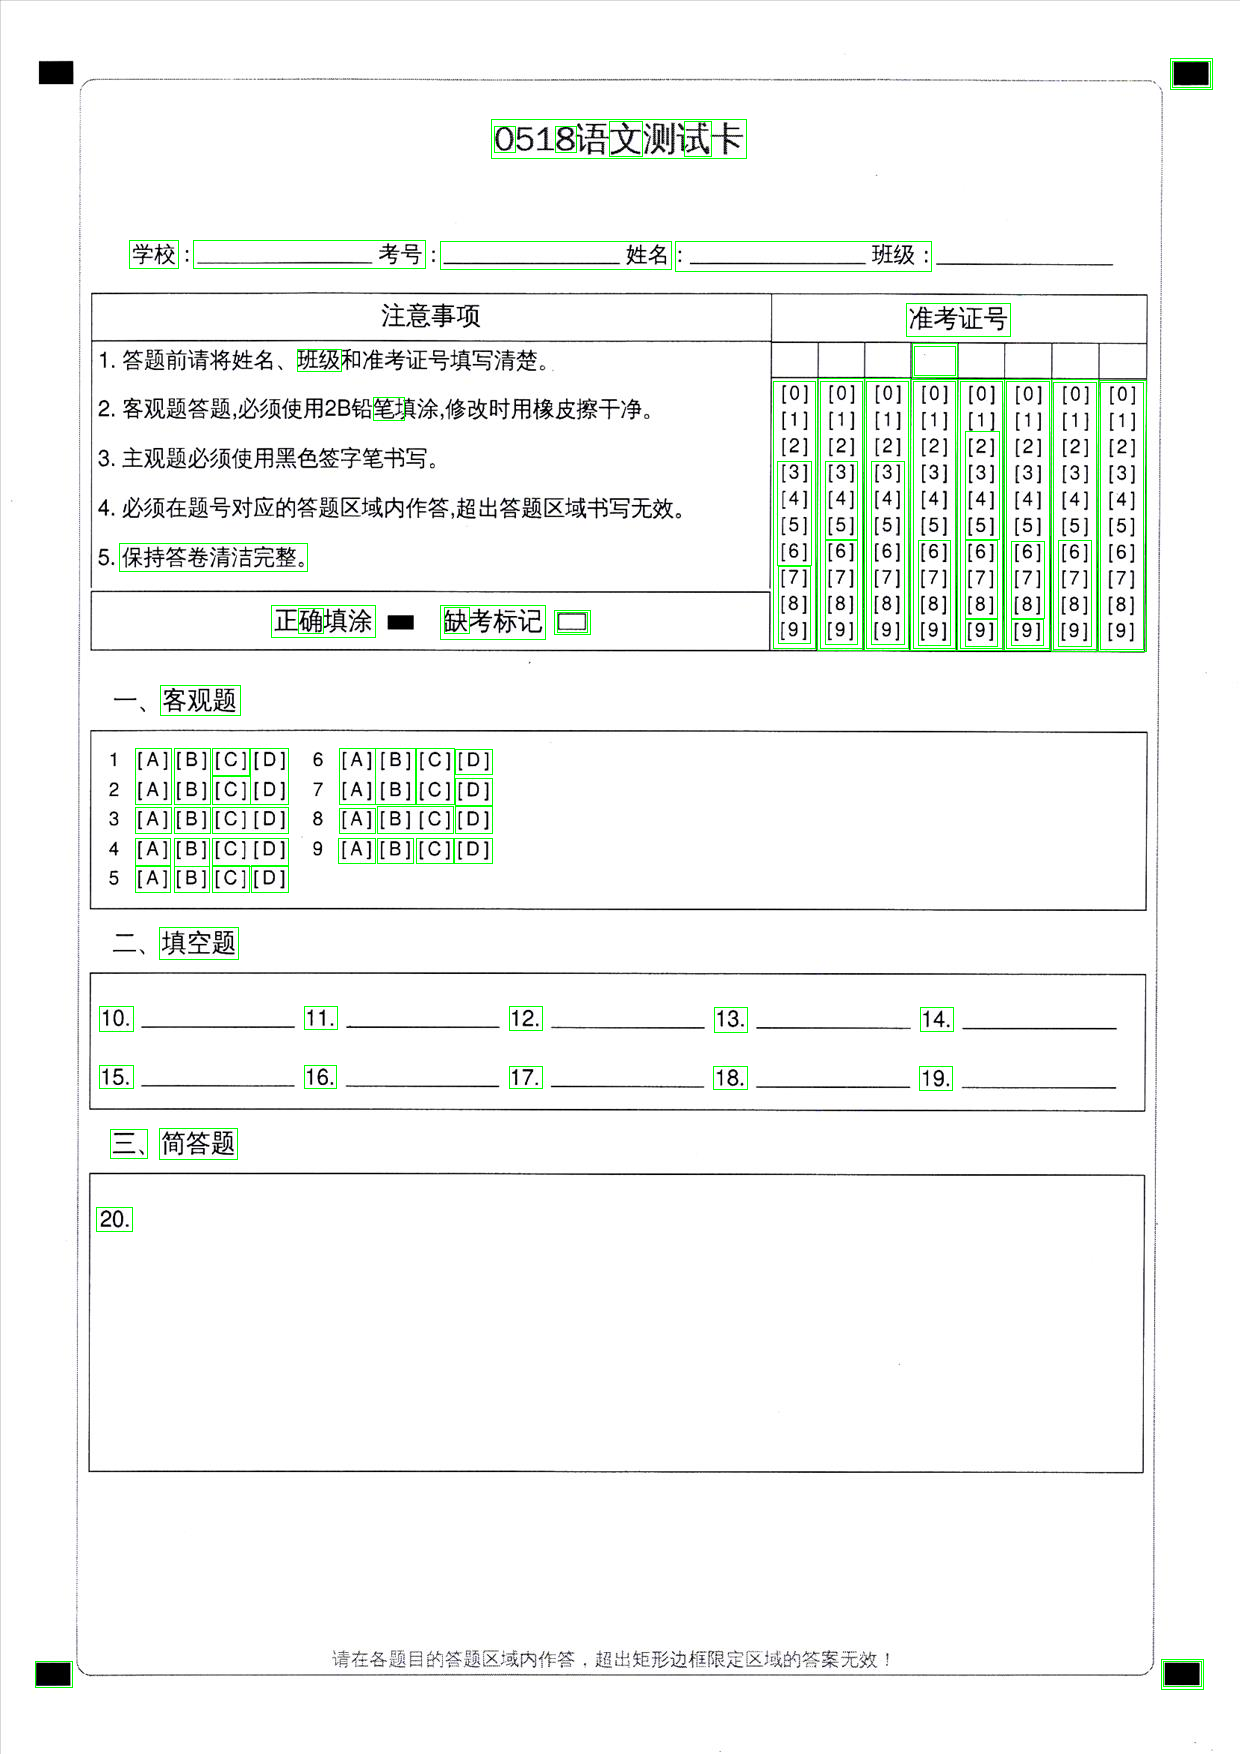 0518语文测试卡
学校：________ 考号：________ 姓名：________ 班级：________
注意事项
准考证号
1. 答题前请将姓名、班级和准考证号填写清楚。
2. 客观题答题,必须使用2B铅笔填涂,修改时用橡皮擦干净。
3. 主观题必须使用黑色签字笔书写。
4. 必须在题号对应的答题区域内作答,超出答题区域书写无效。
5. 保持答卷清洁完整。
正确填涂 缺考标记
[0] [0] [0] [0] [0] [0] [0] [0]
[1] [1] [1] [1] [1] [1] [1] [1]
[2] [2] [2] [2] [2] [2] [2] [2]
[3] [3] [3] [3] [3] [3] [3] [3]
[4] [4] [4] [4] [4] [4] [4] [4]
[5] [5] [5] [5] [5] [5] [5] [5]
[6] [6] [6] [6] [6] [6] [6] [6]
[7] [7] [7] [7] [7] [7] [7] [7]
[8] [8] [8] [8] [8] [8] [8] [8]
[9] [9] [9] [9] [9] [9] [9] [9]
一、客观题
1 [A] [B] [C] [D] 6 [A] [B] [C] [D]
2 [A] [B] [C] [D] 7 [A] [B] [C] [D]
3 [A] [B] [C] [D] 8 [A] [B] [C] [D]
4 [A] [B] [C] [D] 9 [A] [B] [C] [D]
5 [A] [B] [C] [D]
二、填空题
10. ________ 11. ________ 12. ________ 13. ________ 14. ________
15. ________ 16. ________ 17. ________ 18. ________ 19. ________
三、简答题
20.
请在各题目的答题区域内作答，超出矩形边框限定区域的答案无效！